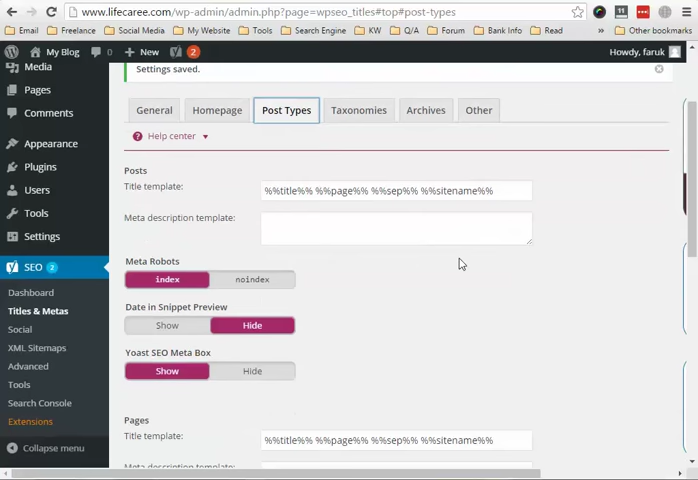 www.lifecaree.com/wp-admin/admin.php?page=wpseo_titles#top#post-types
Email Freelance Social Media My Website Tools Search Engine KW Q/A Forum Bank Info Read » Other bookmarks
My Blog 0 New 2 Howdy, faruk
Media
Pages
Comments
Appearance
Plugins
Users
Tools
Settings
SEO 2
Dashboard
Titles & Metas
Social
XML Sitemaps
Advanced
Tools
Search Console
Extensions
Collapse menu
Settings saved.
General Homepage Post Types Taxonomies Archives Other
Help center
Posts
Title template: %%title%% %%page%% %%sep%% %%sitename%%
Meta description template:
Meta Robots
index noindex
Date in Snippet Preview
Show Hide
Yoast SEO Meta Box
Show Hide
Pages
Title template: %%title%% %%page%% %%sep%% %%sitename%%
Meta description template: